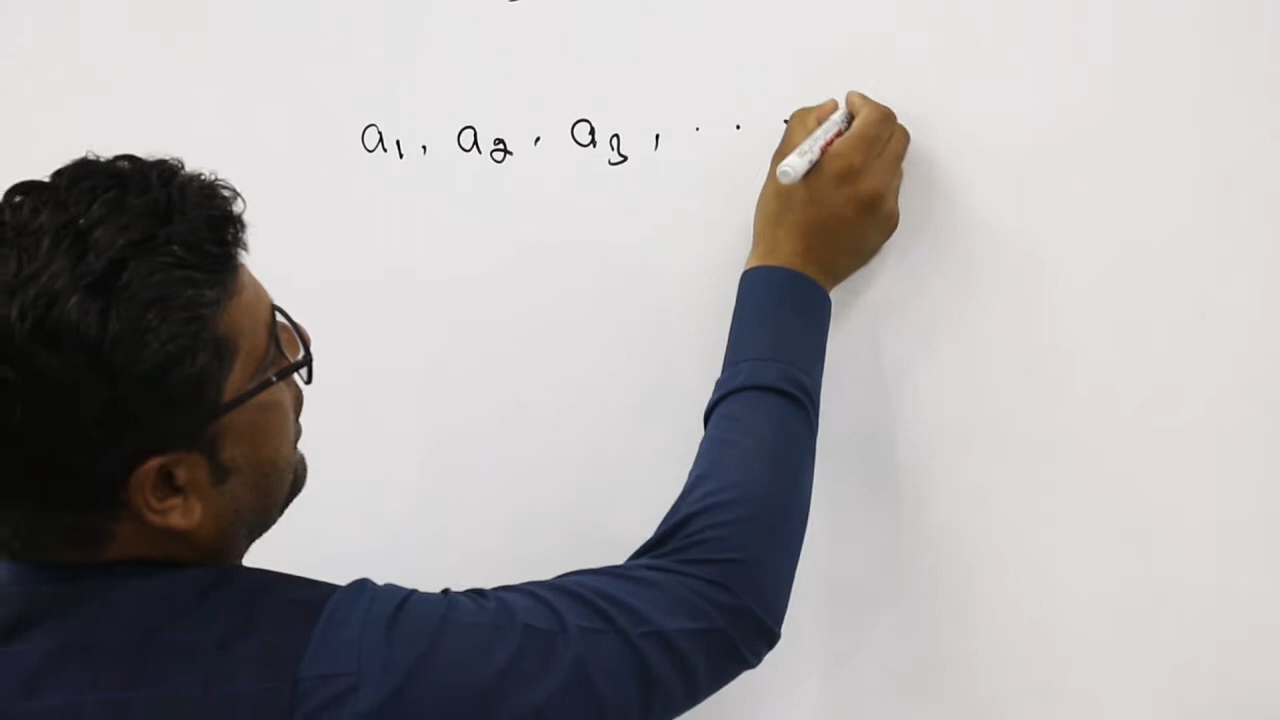 a₁, a₂, a₃, . . .